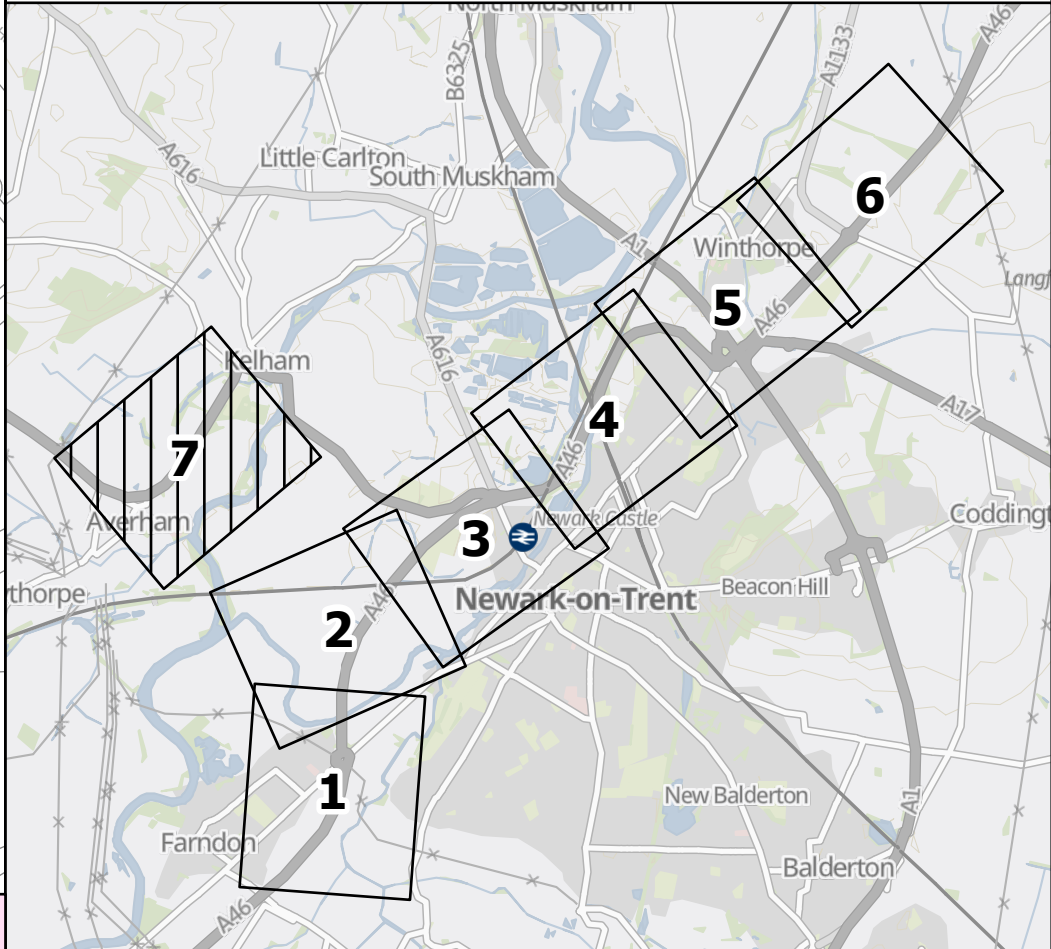 North Muskham
A46
B6325
A1133
A616
Little Carlton
South Muskham
6
A1
Winthorpe
Langf
5
A46
A616
Kelham
A17
4
7
A46
Averham
Newark Castle
Coddingt
3
ythorpe
A46
Newark-on-Trent
Beacon Hill
2
1
New Balderton
A1
Farndon
Balderton
A46